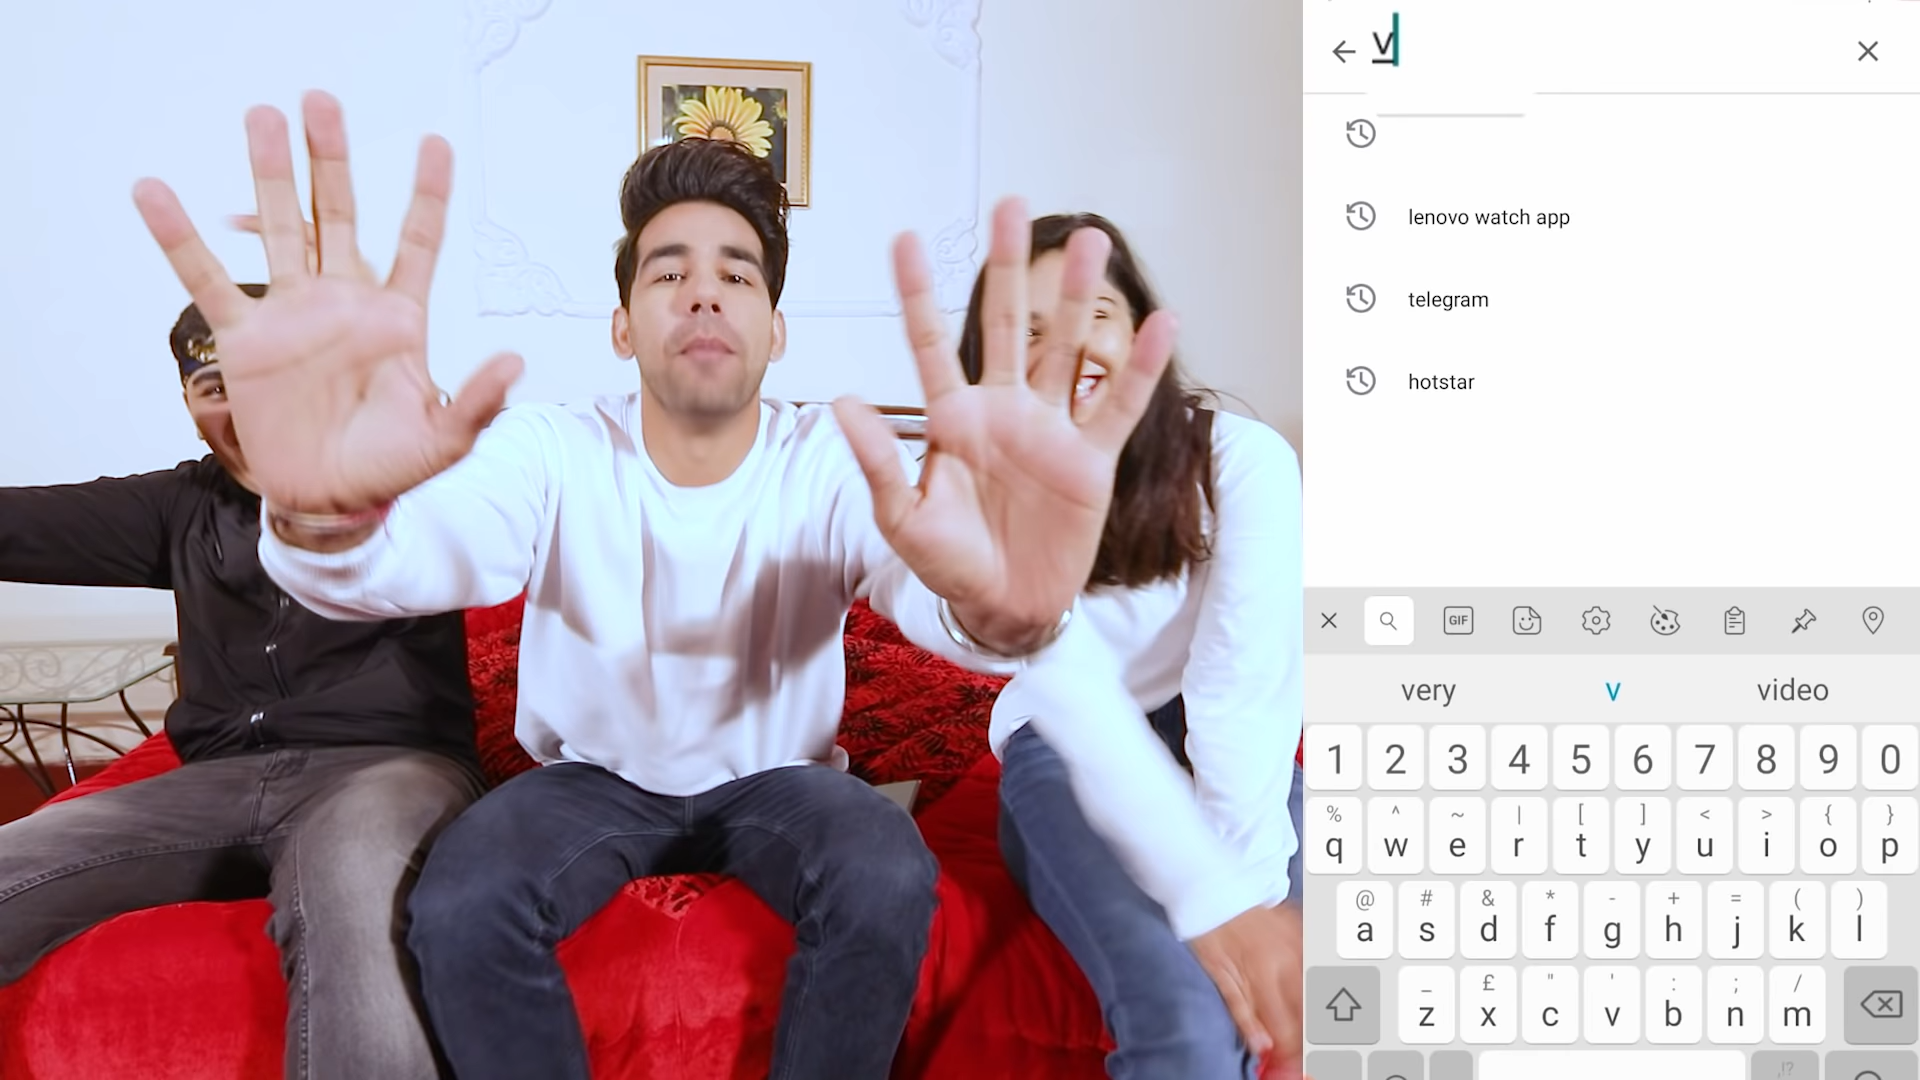 v
lenovo watch app
telegram
hotstar
GIF
very v video
1 2 3 4 5 6 7 8 9 0
% ^ ~ | [ ] < > { }
q w e r t y u i o p
@ # & * - + = ( )
a s d f g h j k l
_ £ " ' : ; /
z x c v b n m
,!?